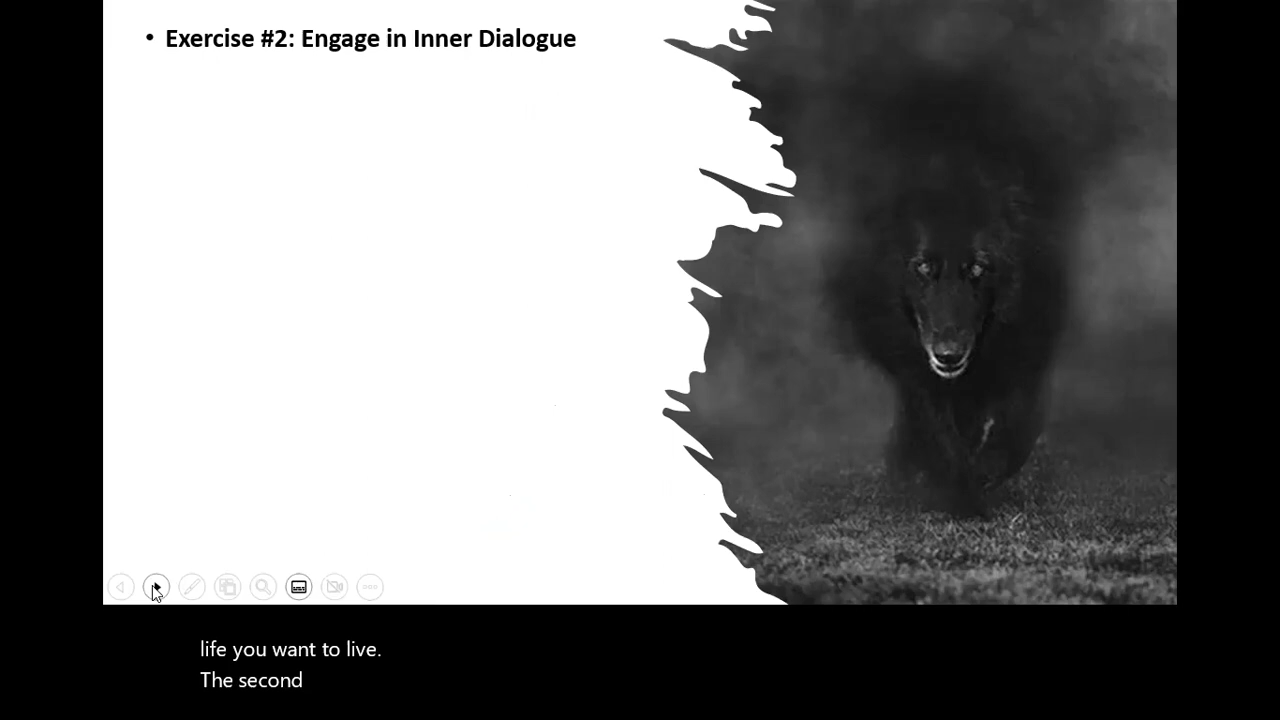 • Exercise #2: Engage in Inner Dialogue
life you want to live.
The second